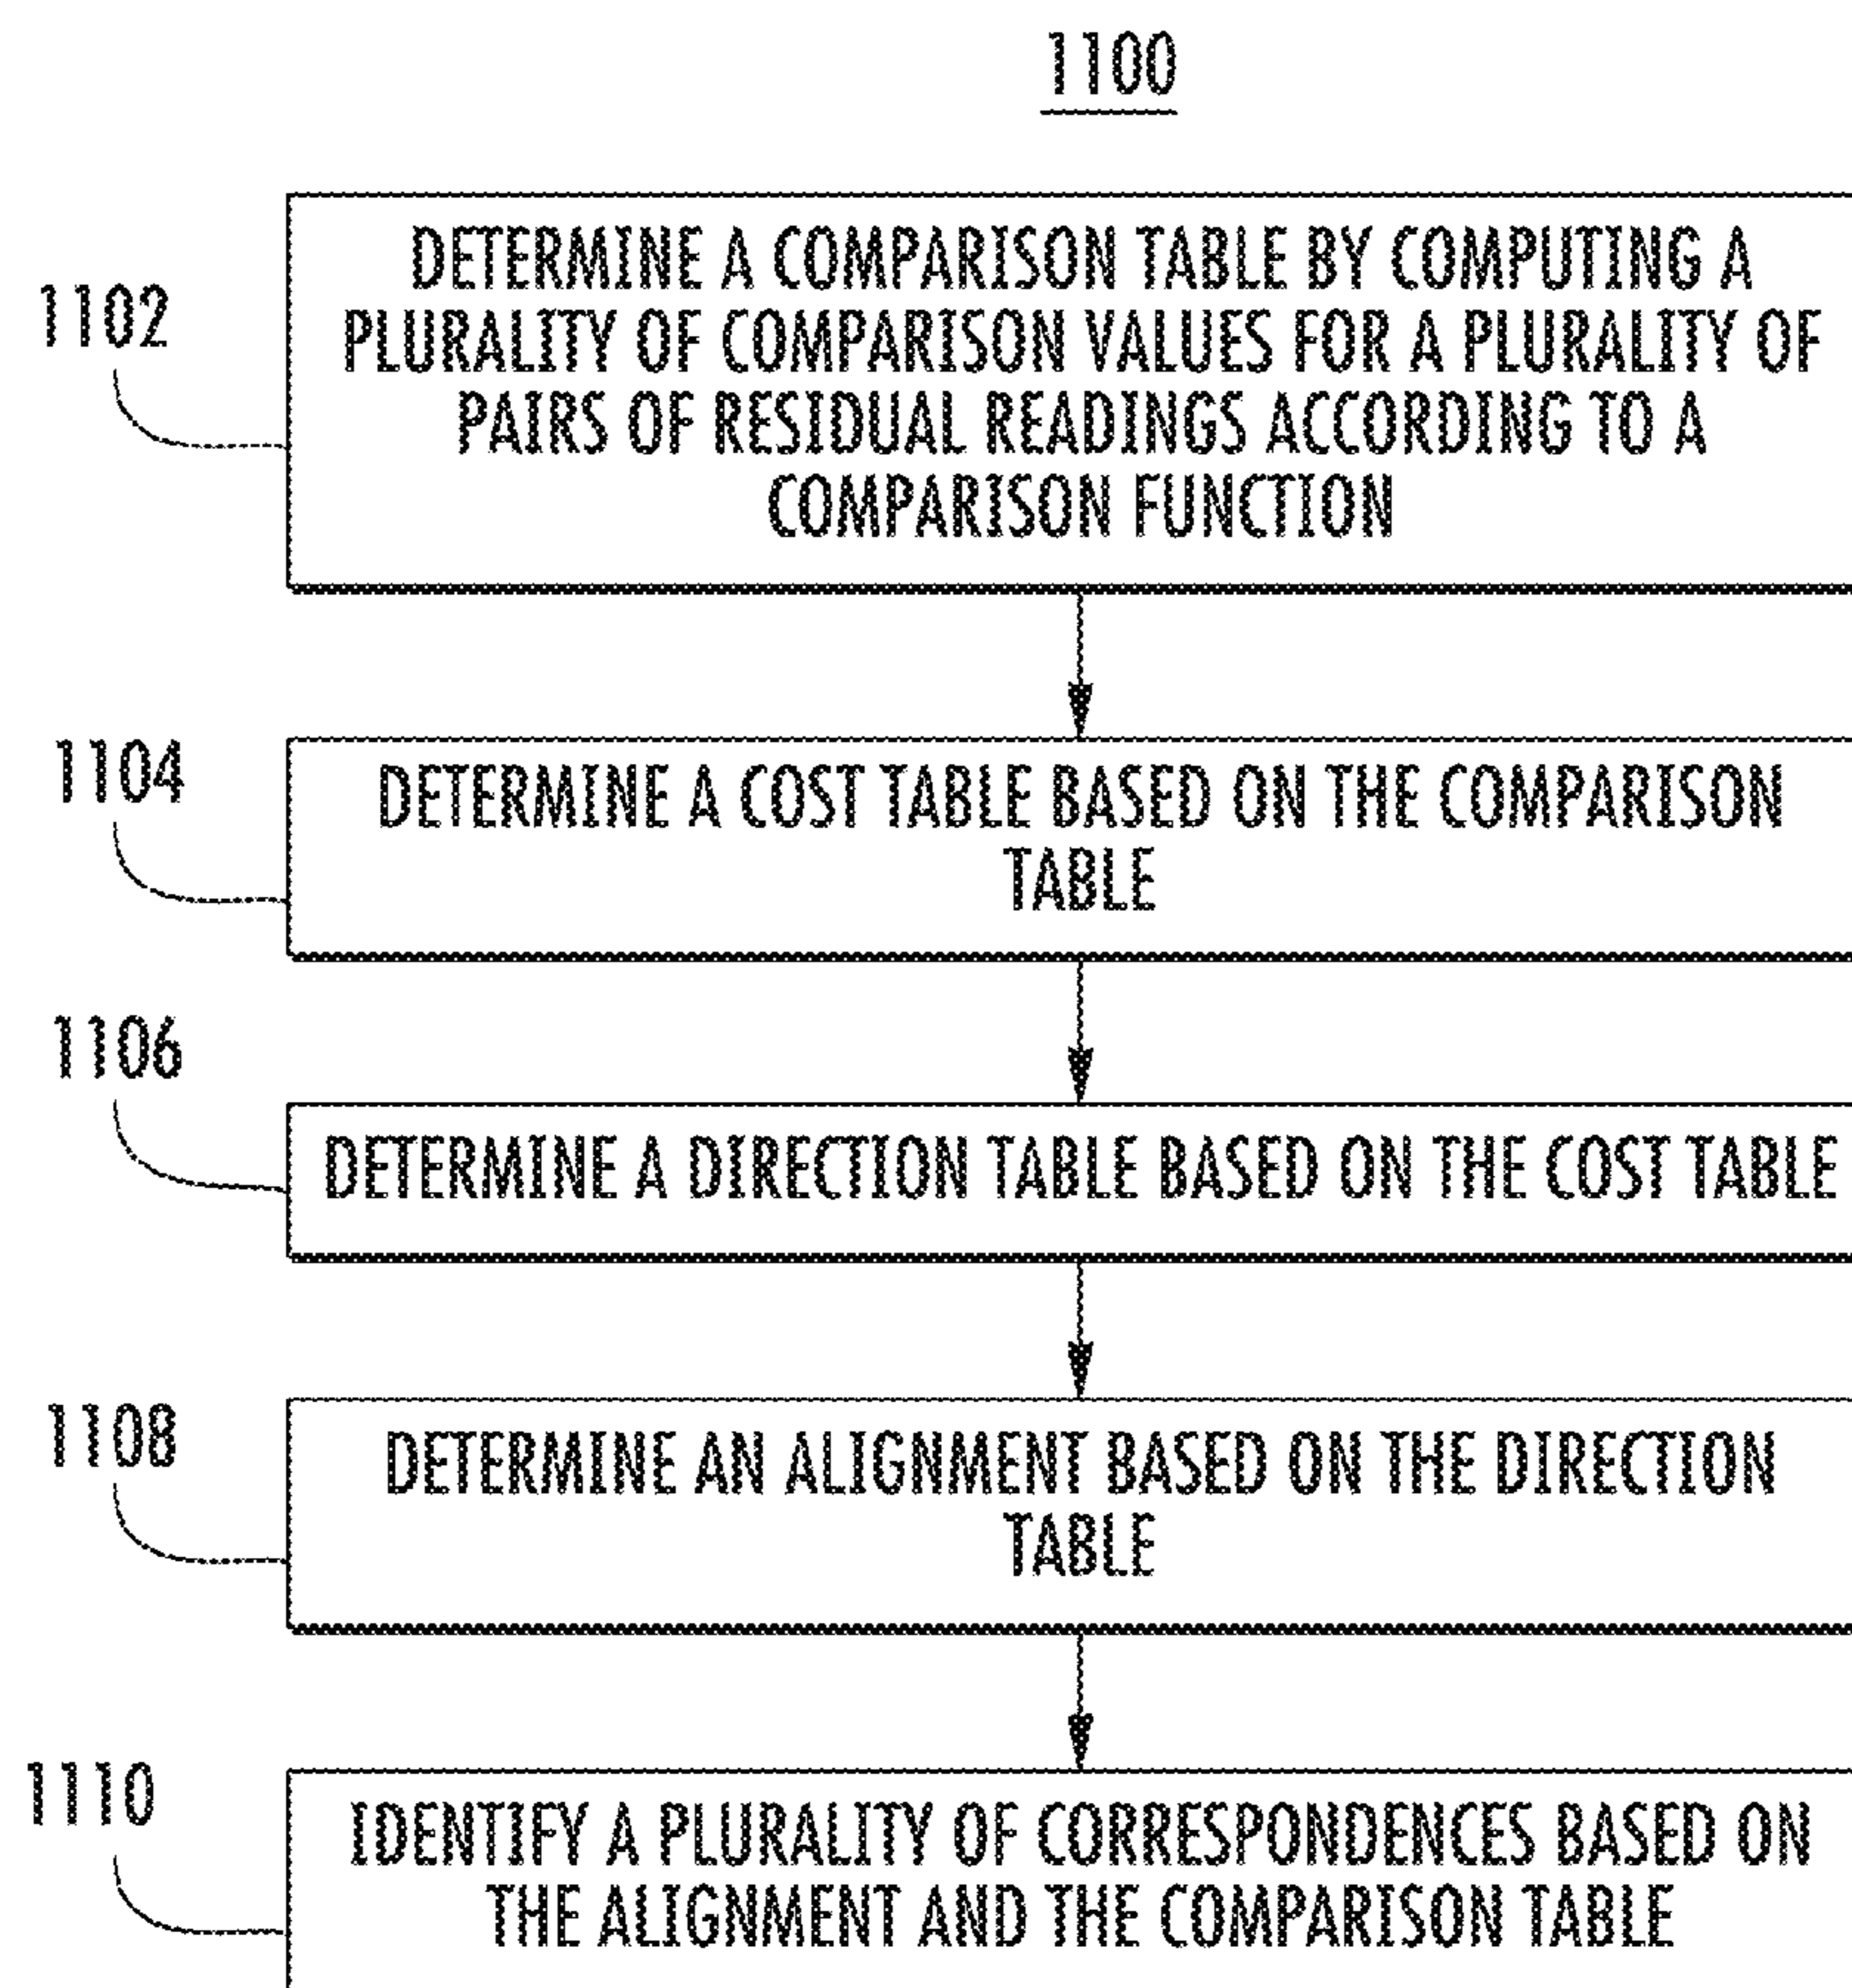 1100
1102
DETERMINE A COMPARISON TABLE BY COMPUTING A
PLURALITY OF COMPARISON VALUES FOR A PLURALITY OF
PAIRS OF RESIDUAL READINGS ACCORDING TO A
COMPARISON FUNCTION
1104
DETERMINE A COST TABLE BASED ON THE COMPARISON
TABLE
1106
DETERMINE A DIRECTION TABLE BASED ON THE COST TABLE
1108
DETERMINE AN ALIGNMENT BASED ON THE DIRECTION
TABLE
1110
IDENTIFY A PLURALITY OF CORRESPONDENCES BASED ON
THE ALIGNMENT AND THE COMPARISON TABLE